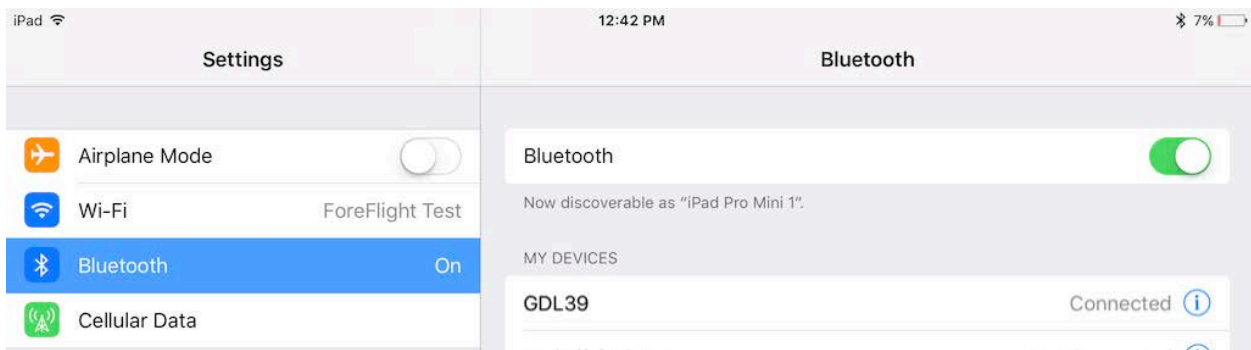 iPad 12:42 PM 7%
Settings
Bluetooth
Airplane Mode
Wi-Fi ForeFlight Test
Bluetooth On
Cellular Data
Bluetooth
Now discoverable as “iPad Pro Mini 1”.
MY DEVICES
GDL39 Connected